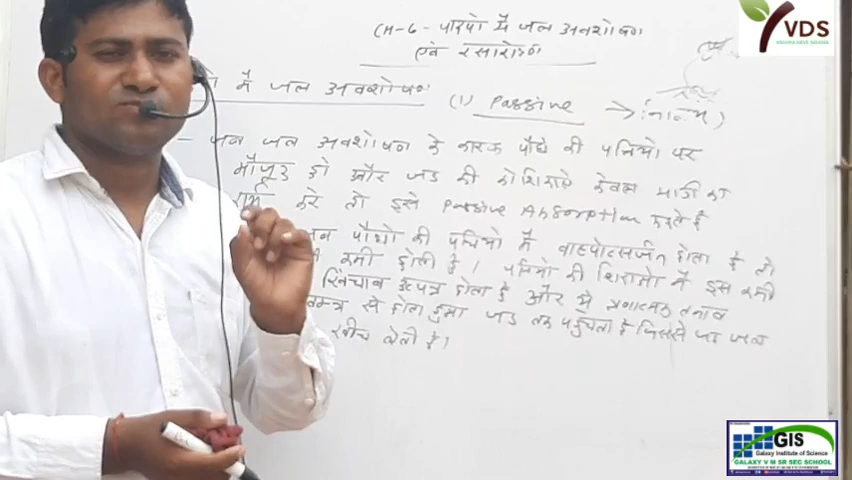 CH-6- पादपो मे जल अवशोषण
एवं रसारोहण
मे जल अवशोषण
(1) Passive → (निष्क्रिय)
जब जल अवशोषण के कारक पौधे की पत्तियो पर
मौजूद हो और जड की कोशिकाऐ केवल मार्ग का
कार्य करे तो इसे Passive Absorption कहते है
जब पौधो की पत्तियो मे वाष्पोत्सर्जन होता है तो
कमी होती है। पत्तियो की शिराओ मे इस कमी
खिंचाव उत्पन्न होता है और ये ऋणात्मक तनाव
से होता हुआ जड तक पहुँचता है जिससे जड जल
खींच लेती है।
VDS
GIS
Galaxy Institute of Science
GALAXY V M SR SEC SCHOOL